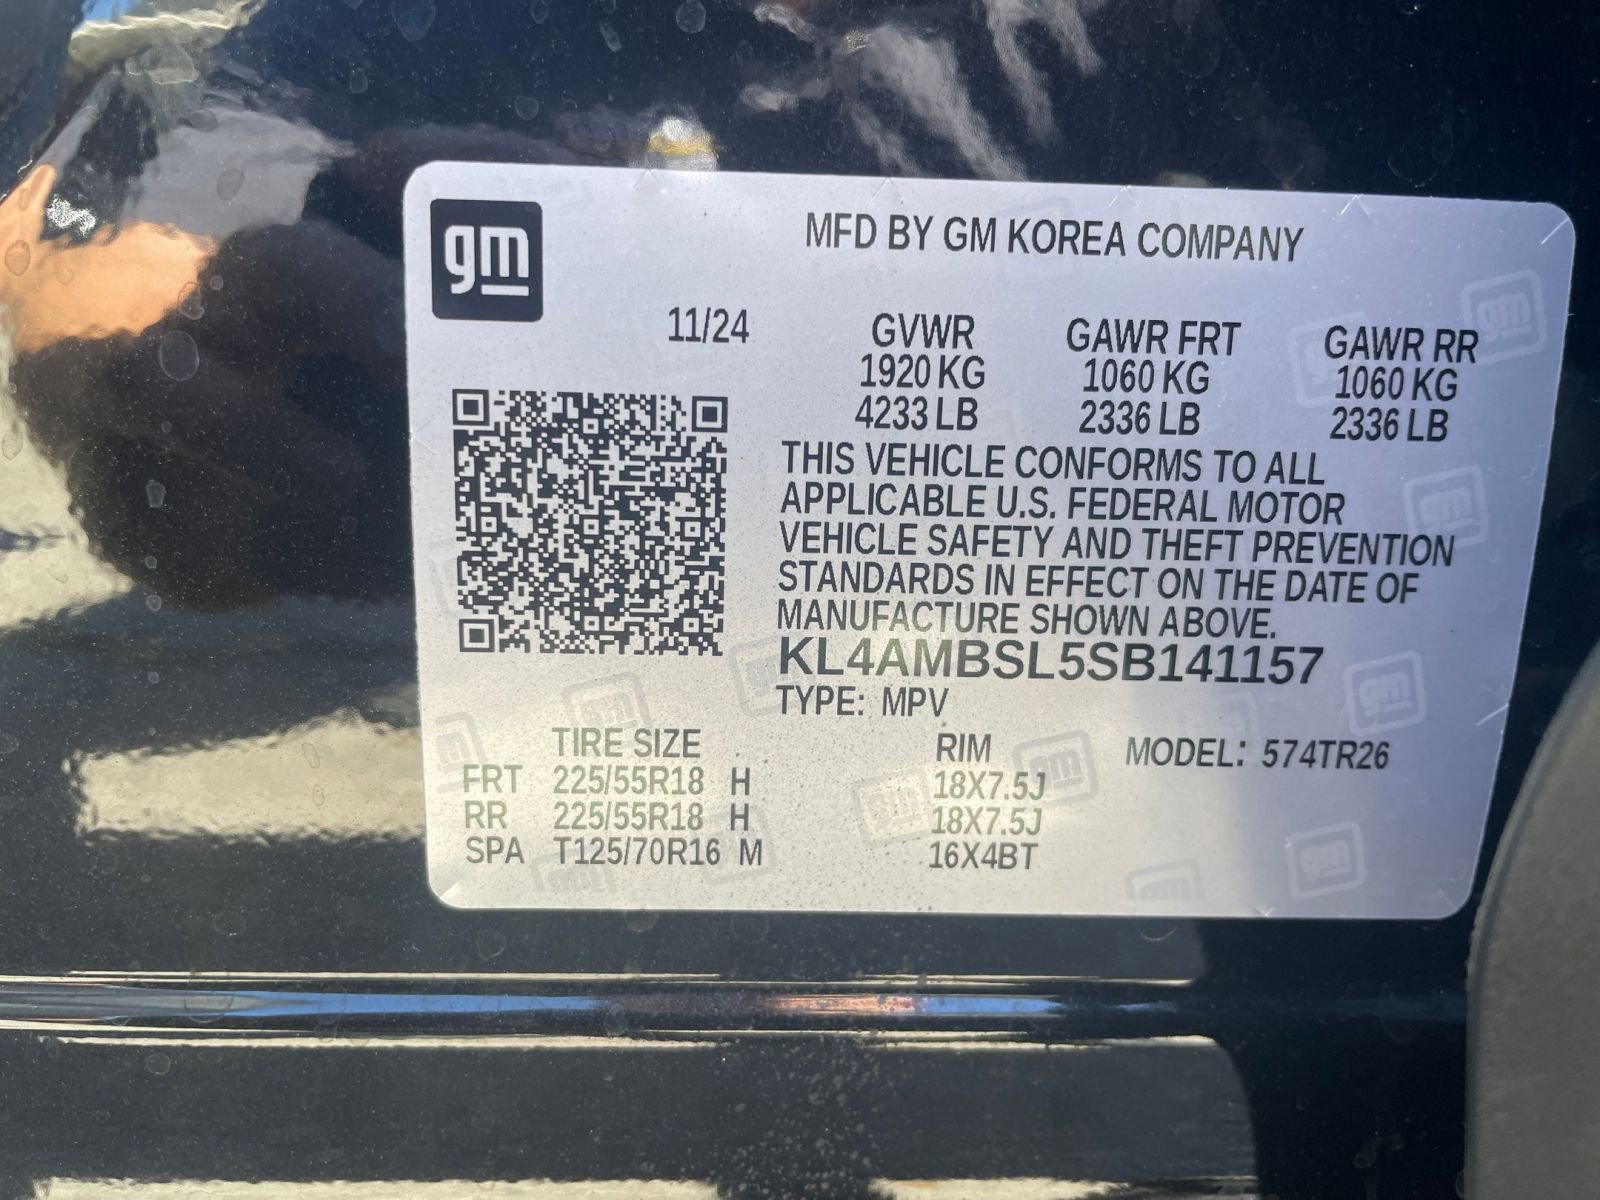 gm
MFD BY GM KOREA COMPANY
11/24 GVWR GAWR FRT GAWR RR
1920 KG 1060 KG 1060 KG
4233 LB 2336 LB 2336 LB
THIS VEHICLE CONFORMS TO ALL
APPLICABLE U.S. FEDERAL MOTOR
VEHICLE SAFETY AND THEFT PREVENTION
STANDARDS IN EFFECT ON THE DATE OF
MANUFACTURE SHOWN ABOVE.
KL4AMBSL5SB141157
TYPE: MPV
TIRE SIZE RIM MODEL: 574TR26
FRT 225/55R18 H 18X7.5J
RR 225/55R18 H 18X7.5J
SPA T125/70R16 M 16X4BT